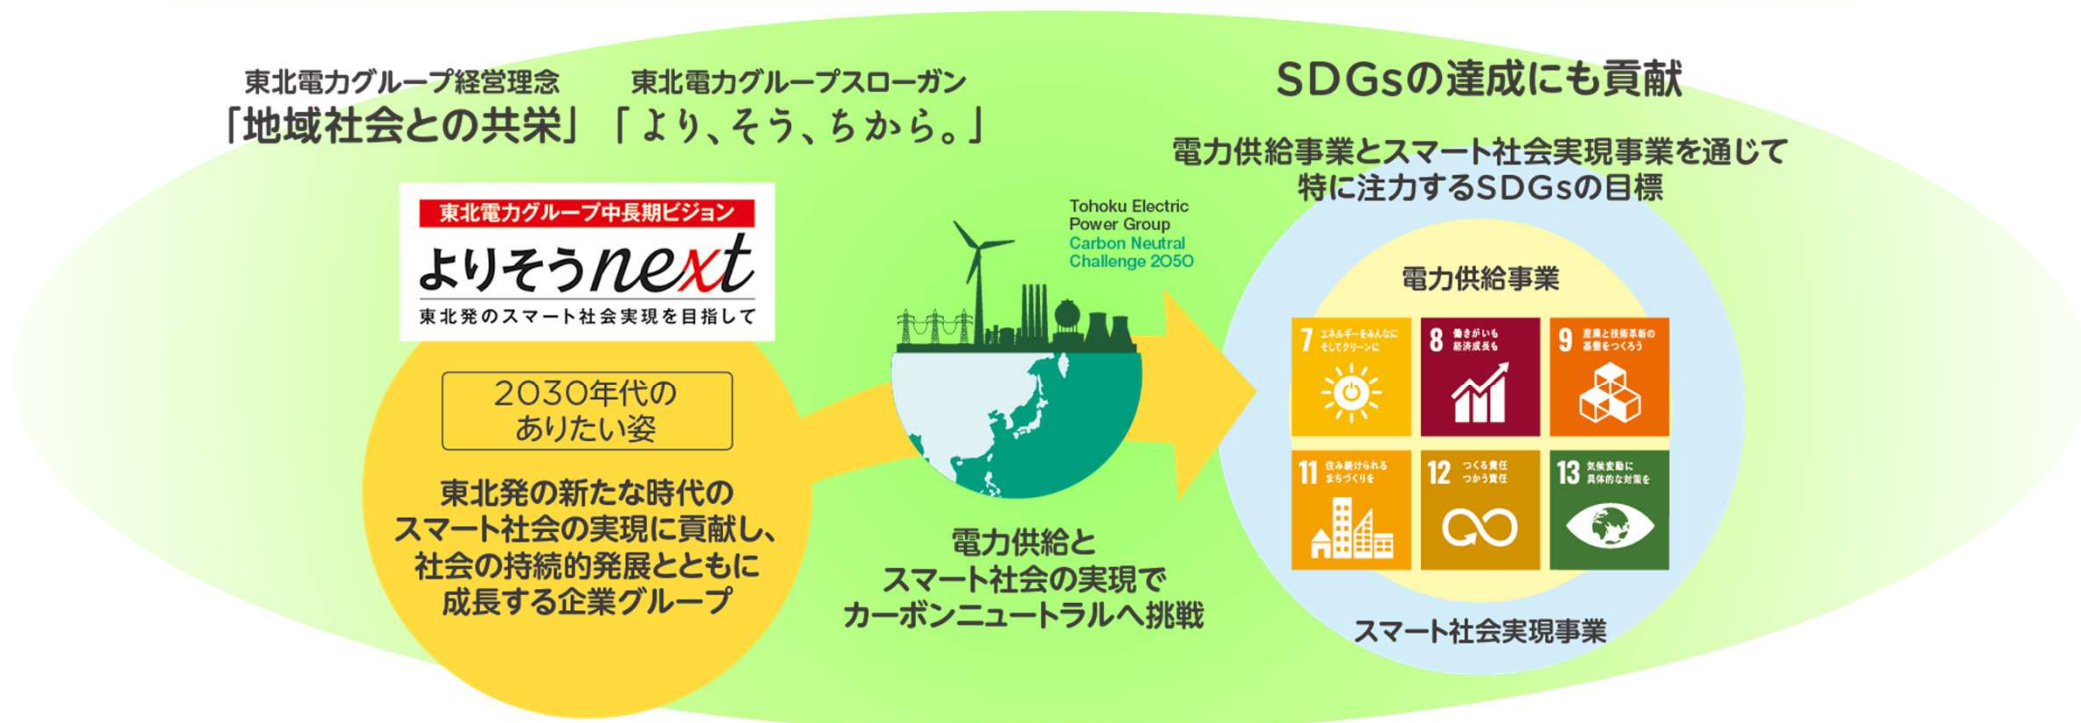 東北電力グループ経営理念
「地域社会との共栄」
東北電力グループスローガン
「より、そう、ちから。」
東北電力グループ中長期ビジョン
よりそうnext
東北発のスマート社会実現を目指して
2030年代の
ありたい姿
東北発の新たな時代の
スマート社会の実現に貢献し、
社会の持続的発展とともに
成長する企業グループ
Tohoku Electric
Power Group
Carbon Neutral
Challenge 2050
電力供給と
スマート社会の実現で
カーボンニュートラルへ挑戦
SDGsの達成にも貢献
電力供給事業とスマート社会実現事業を通じて
特に注力するSDGsの目標
電力供給事業
7 エネルギーをみんなに
そしてクリーンに
8 働きがいも
経済成長も
9 産業と技術革新の
基盤をつくろう
11 住み続けられる
まちづくりを
12 つくる責任
つかう責任
13 気候変動に
具体的な対策を
スマート社会実現事業